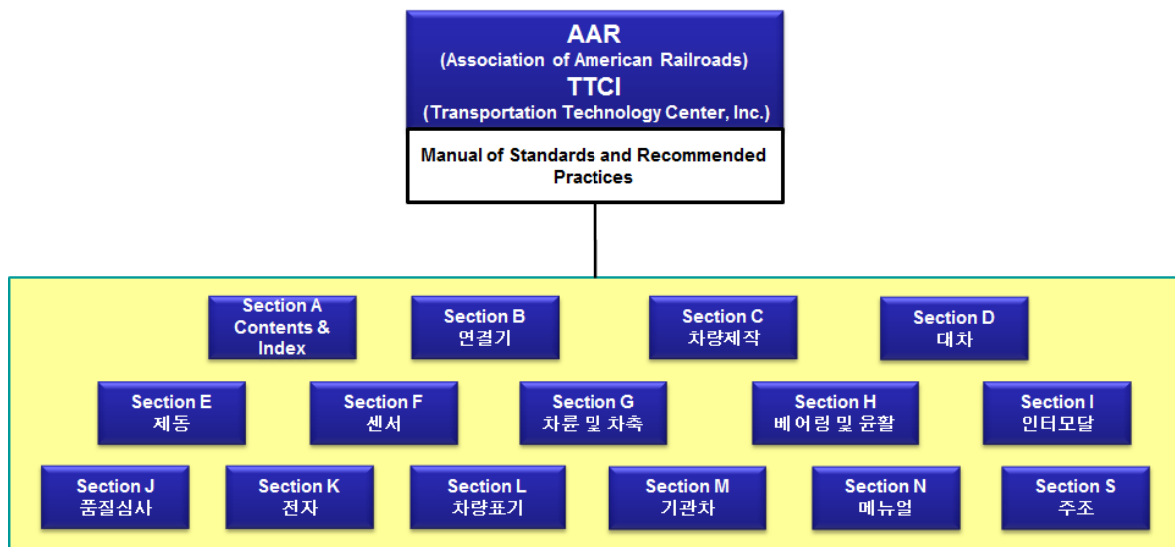 AAR
(Association of American Railroads)
TTCI
(Transportation Technology Center, Inc.)
Manual of Standards and Recommended
Practices
Section A
Contents &
Index
Section B
연결기
Section C
차량제작
Section D
대차
Section E
제동
Section F
센서
Section G
차륜 및 차축
Section H
베어링 및 윤활
Section I
인터모달
Section J
품질심사
Section K
전자
Section L
차량표기
Section M
기관차
Section N
메뉴얼
Section S
주조